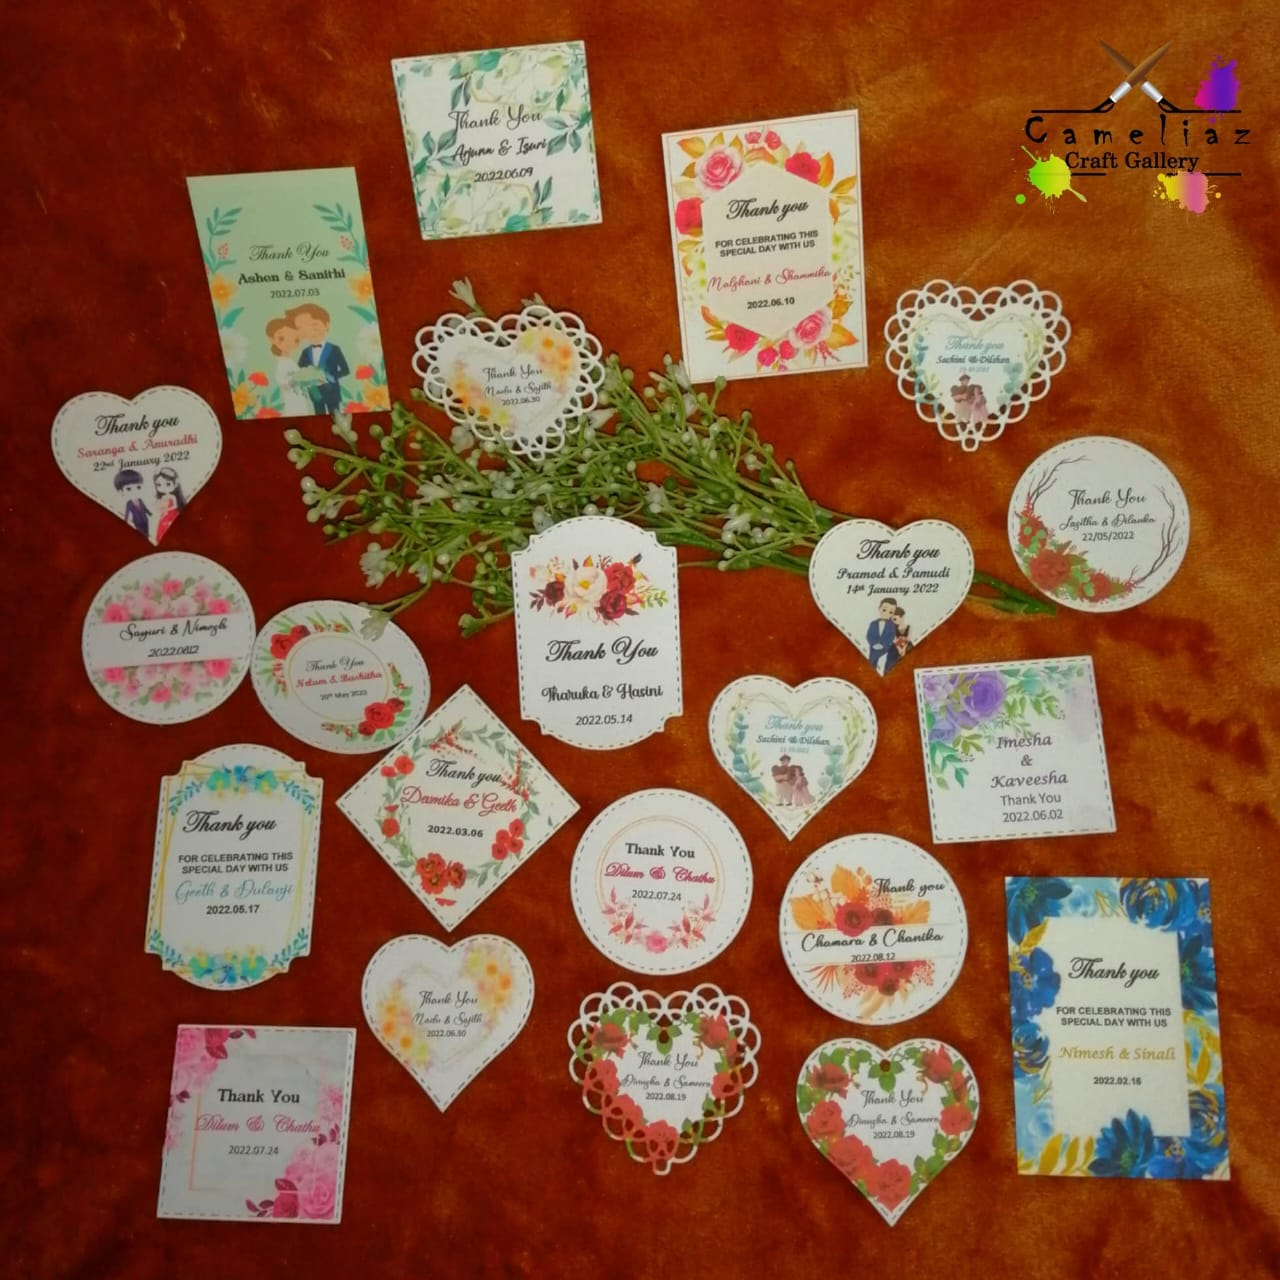 Cameliaz
Craft Gallery
Thank You
Arjuna & Isuri
2022.06.09
Thank you
FOR CELEBRATING THIS
SPECIAL DAY WITH US
Malshani & Shammika
2022.06.10
Thank You
Ashen & Sanithi
2022.07.03
Thank You
Nadu & Sajith
2022.06.30
Thank you
Sachini & Dilshan
Thank you
Saranga & Anuradhi
22nd January 2022
Thank You
Lasitha & Dilanka
22/05/2022
Thank you
Pramod & Pamudi
14th January 2022
Sayuri & Nimesh
2022.08.12
Thank You
Nelum & Bashitha
20th May 2020
Thank You
Tharuka & Hasini
2022.05.14
Thank you
Sachini & Dilshan
Imesha
&
Kaveesha
Thank You
2022.06.02
Thank you
Dasmika & Geeth
2022.03.06
Thank you
FOR CELEBRATING THIS
SPECIAL DAY WITH US
Geeth & Dulanji
2022.05.17
Thank You
Dilum & Chathu
2022.07.24
Thank you
Chamara & Chanika
2022.08.12
Thank you
FOR CELEBRATING THIS
SPECIAL DAY WITH US
Nimesh & Sinali
2022.02.16
Thank You
Nadu & Sajith
2022.06.30
Thank You
Dinusha & Sameera
2022.08.19
Thank You
Dinusha & Sameera
2022.08.19
Thank You
Dilum & Chathu
2022.07.24